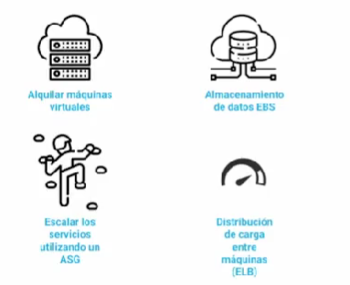 Alquilar máquinas
virtuales
Almacenamiento
de datos EBS
Escalar los
servicios
utilizando un
ASG
Distribución
de carga
entre
máquinas
(ELB)